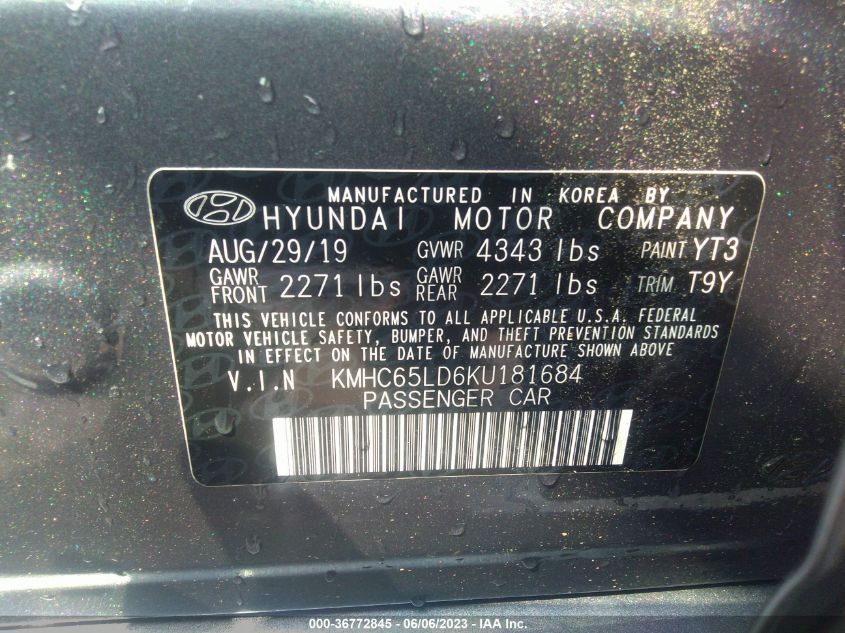 MANUFACTURED IN KOREA BY
HYUNDAI MOTOR COMPANY
AUG/29/19 GVWR 4343 lbs PAINT YT3
GAWR FRONT 2271 lbs GAWR REAR 2271 lbs TRIM T9Y
THIS VEHICLE CONFORMS TO ALL APPLICABLE U.S.A. FEDERAL
MOTOR VEHICLE SAFETY, BUMPER, AND THEFT PREVENTION STANDARDS
IN EFFECT ON THE DATE OF MANUFACTURE SHOWN ABOVE
V.I.N KMHC65LD6KU181684
PASSENGER CAR
000-36772845 - 06/06/2023 - © IAA Inc.